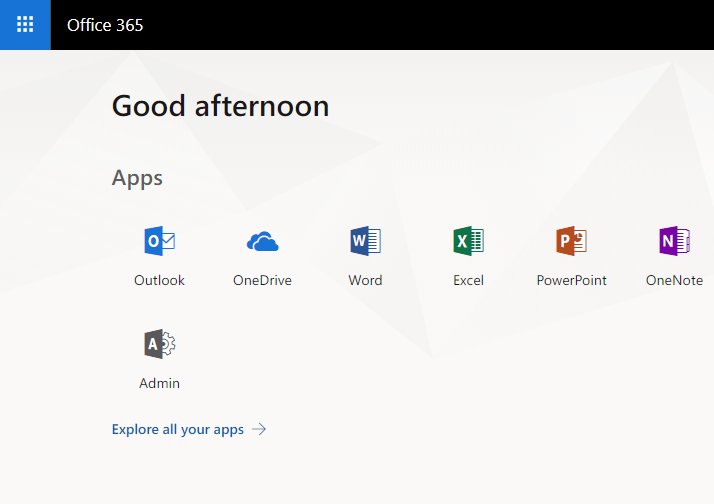 Office 365
Good afternoon
Apps
Outlook OneDrive Word Excel PowerPoint OneNote
Admin
Explore all your apps